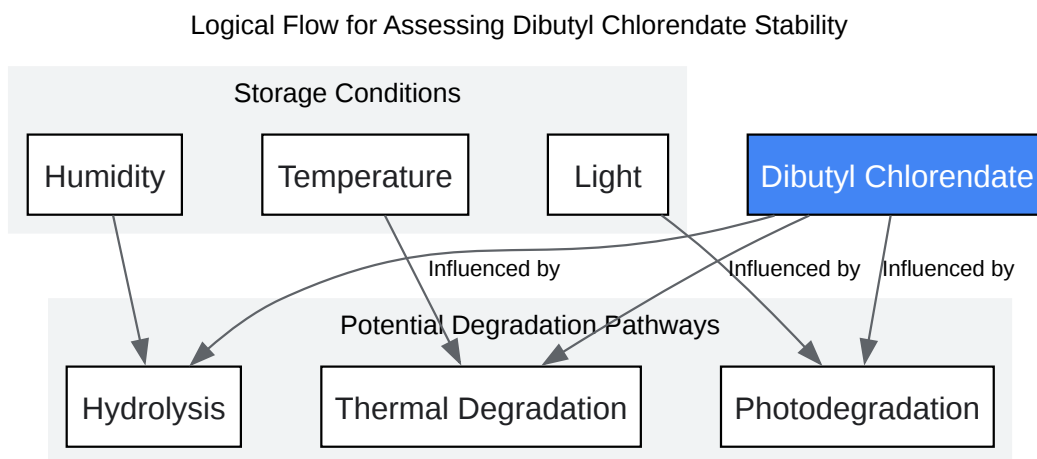 Logical Flow for Assessing Dibutyl Chlorendate Stability
Storage Conditions
Humidity
Temperature
Light
Dibutyl Chlorendate
Influenced by
Influenced by
Influenced by
Potential Degradation Pathways
Hydrolysis
Thermal Degradation
Photodegradation